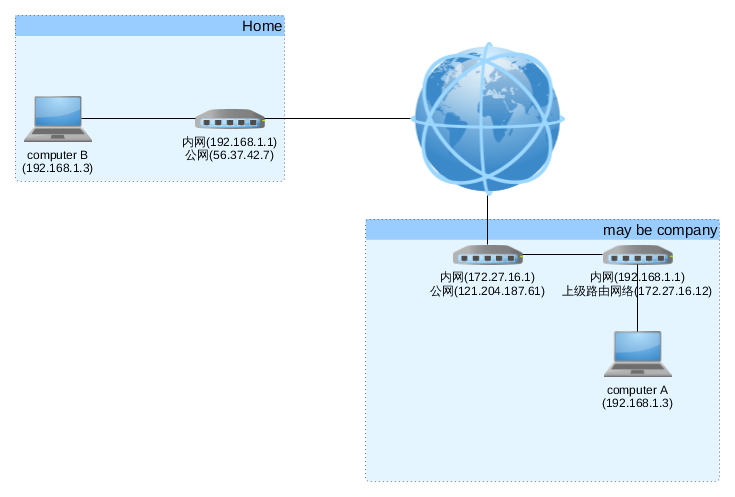 Home
computer B
(192.168.1.3)
内网(192.168.1.1)
公网(56.37.42.7)
may be company
内网(172.27.16.1)
公网(121.204.187.61)
内网(192.168.1.1)
上级路由网络(172.27.16.12)
computer A
(192.168.1.3)